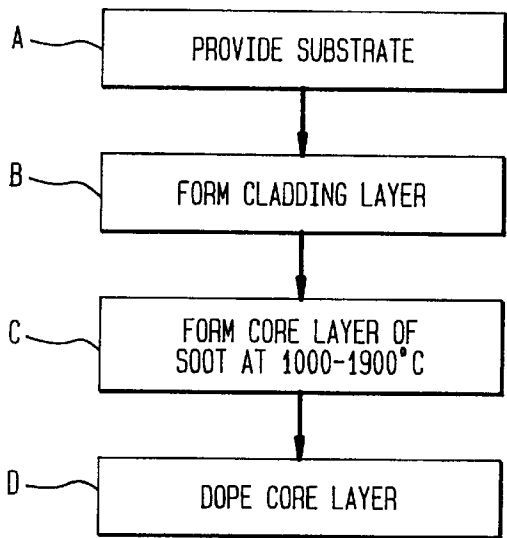 A
PROVIDE SUBSTRATE
B
FORM CLADDING LAYER
C
FORM CORE LAYER OF
SOOT AT 1000-1900°C
D
DOPE CORE LAYER